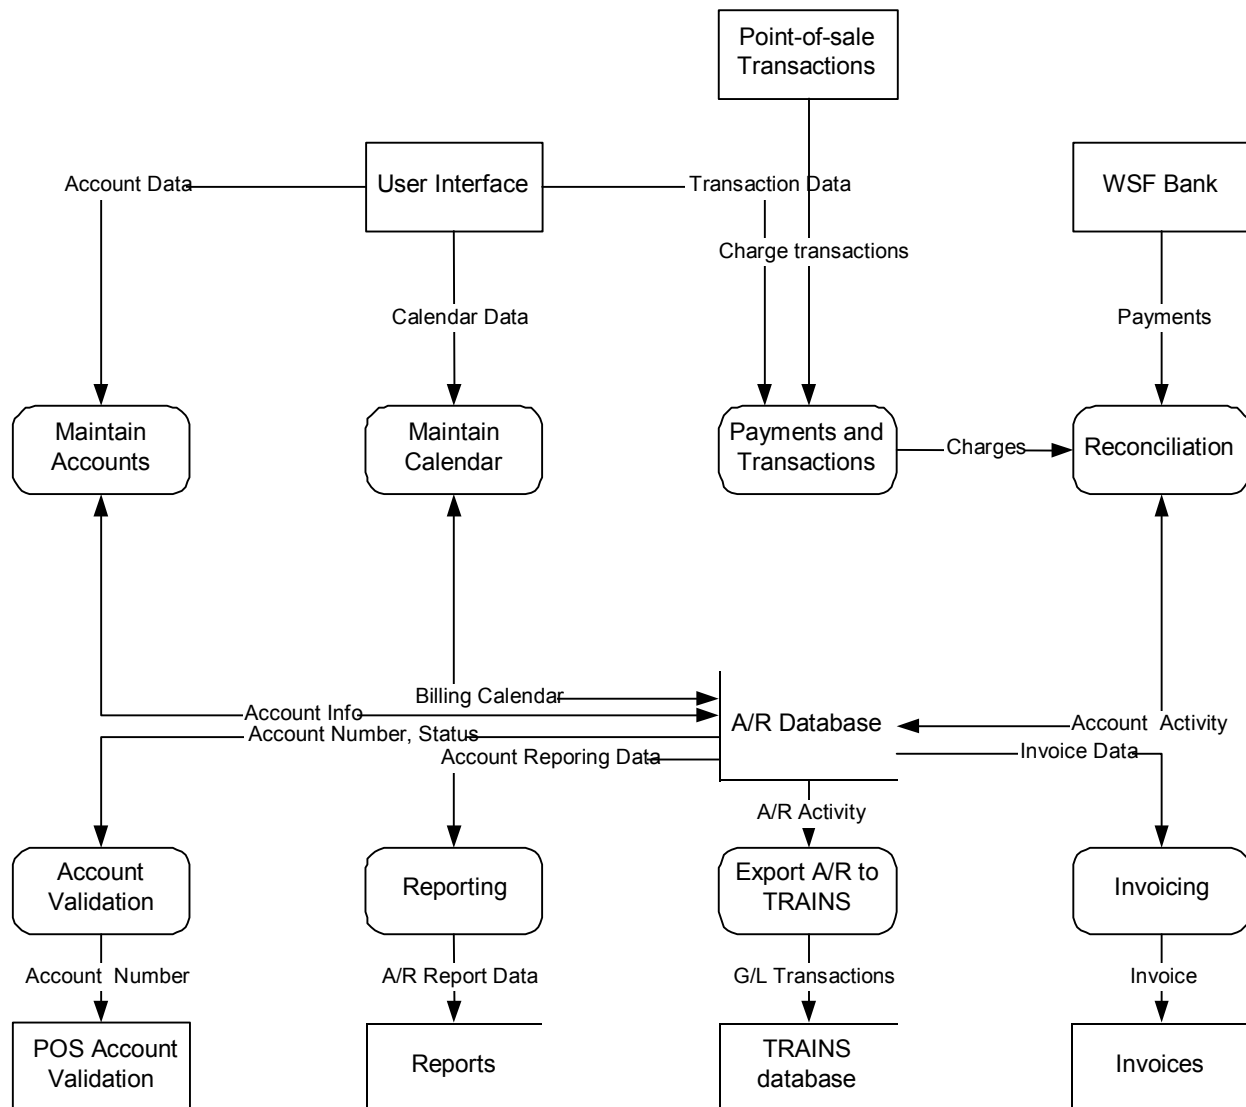 Point-of-sale
Transactions
User Interface
WSF Bank
Account Data
Transaction Data
Charge transactions
Calendar Data
Payments
Maintain
Accounts
Maintain
Calendar
Payments and
Transactions
Charges
Reconciliation
Billing Calendar
Account Info
Account Number, Status
Account Reporing Data
A/R Database
Account Activity
Invoice Data
A/R Activity
Account
Validation
Reporting
Export A/R to
TRAINS
Invoicing
Account Number
A/R Report Data
G/L Transactions
Invoice
POS Account
Validation
Reports
TRAINS
database
Invoices